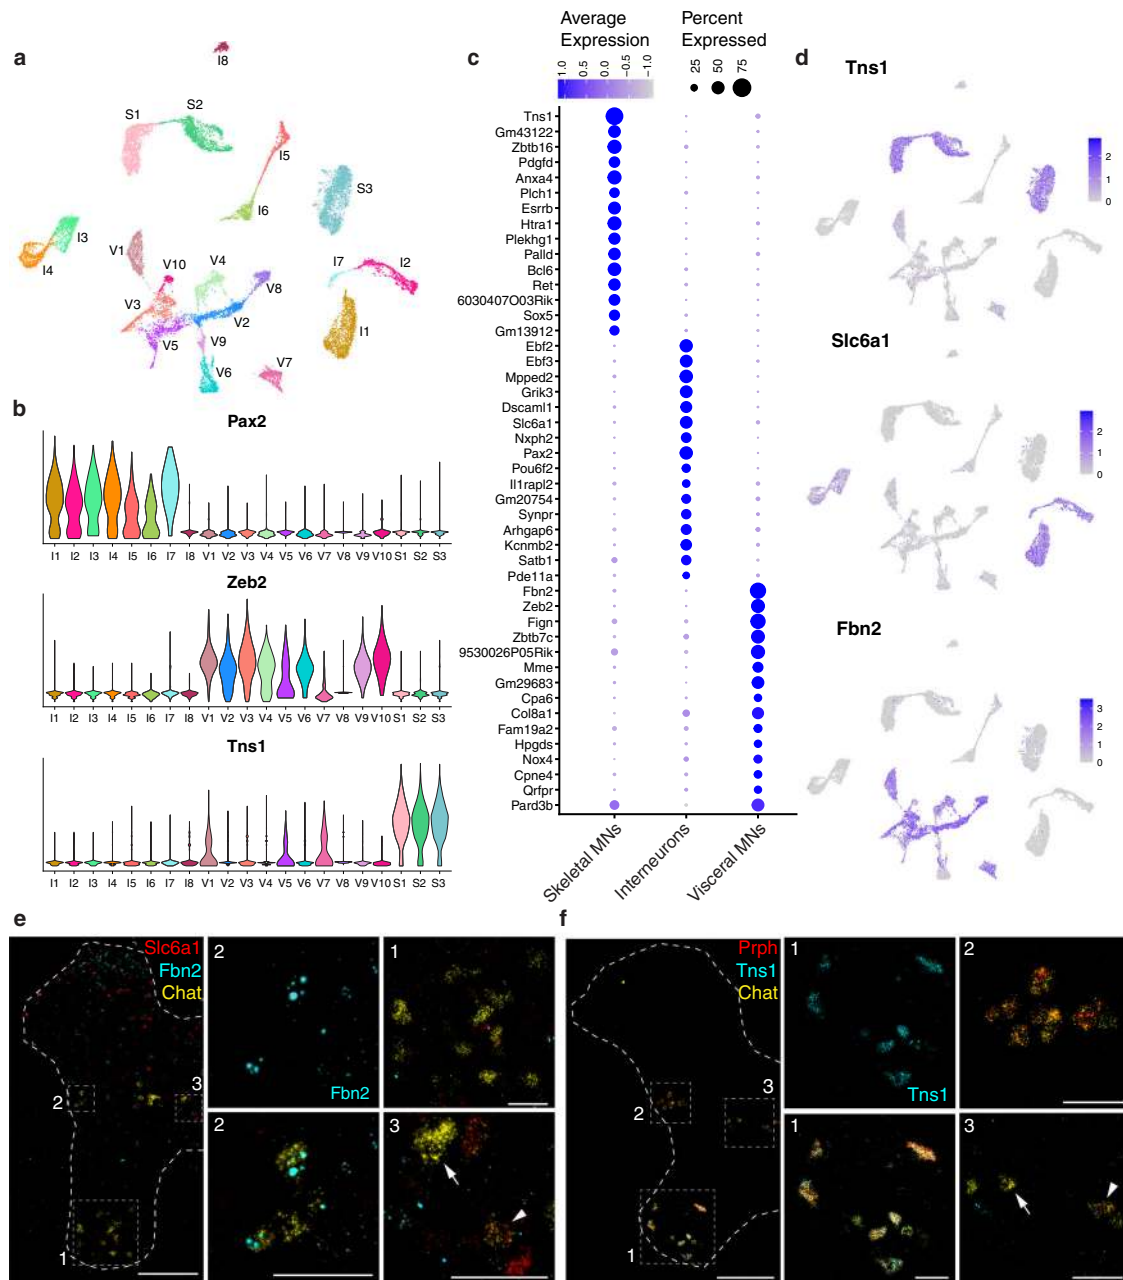 a
I8
S1
S2
I5
S3
I6
I3
I4
V1
V10
V4
I7
I2
V8
V3
V2
I1
V5
V9
V6
V7
b
Pax2
I1 I2 I3 I4 I5 I6 I7 I8 V1 V2 V3 V4 V5 V6 V7 V8 V9 V10 S1 S2 S3
Zeb2
I1 I2 I3 I4 I5 I6 I7 I8 V1 V2 V3 V4 V5 V6 V7 V8 V9 V10 S1 S2 S3
Tns1
I1 I2 I3 I4 I5 I6 I7 I8 V1 V2 V3 V4 V5 V6 V7 V8 V9 V10 S1 S2 S3
c
Average
Expression
1.0 0.5 0.0 −0.5 −1.0
Percent
Expressed
25 50 75
Tns1
Gm43122
Zbtb16
Pdgfd
Anxa4
Plch1
Esrrb
Htra1
Plekhg1
Palld
Bcl6
Ret
6030407O03Rik
Sox5
Gm13912
Ebf2
Ebf3
Mpped2
Grik3
Dscaml1
Slc6a1
Nxph2
Pax2
Pou6f2
Il1rapl2
Gm20754
Synpr
Arhgap6
Kcnmb2
Satb1
Pde11a
Fbn2
Zeb2
Fign
Zbtb7c
9530026P05Rik
Mme
Gm29683
Cpa6
Col8a1
Fam19a2
Hpgds
Nox4
Cpne4
Qrfpr
Pard3b
Skeletal MNs
Interneurons
Visceral MNs
d
Tns1
2
1
0
Slc6a1
2
1
0
Fbn2
3
2
1
0
e
Slc6a1
Fbn2
Chat
2
3
1
2
Fbn2
1
2
3
f
Prph
Tns1
Chat
2
3
1
1
Tns1
2
1
3